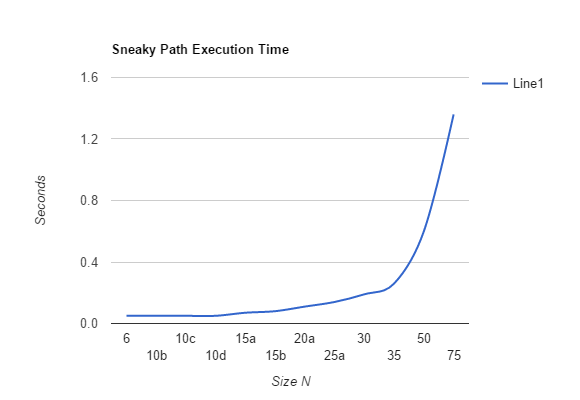 Sneaky Path Execution Time
1.6
Line1
1.2
0.8
0.4
0.0
Seconds
6 10c 15a 20a 30 50
10b 10d 15b 25a 35 75
Size N